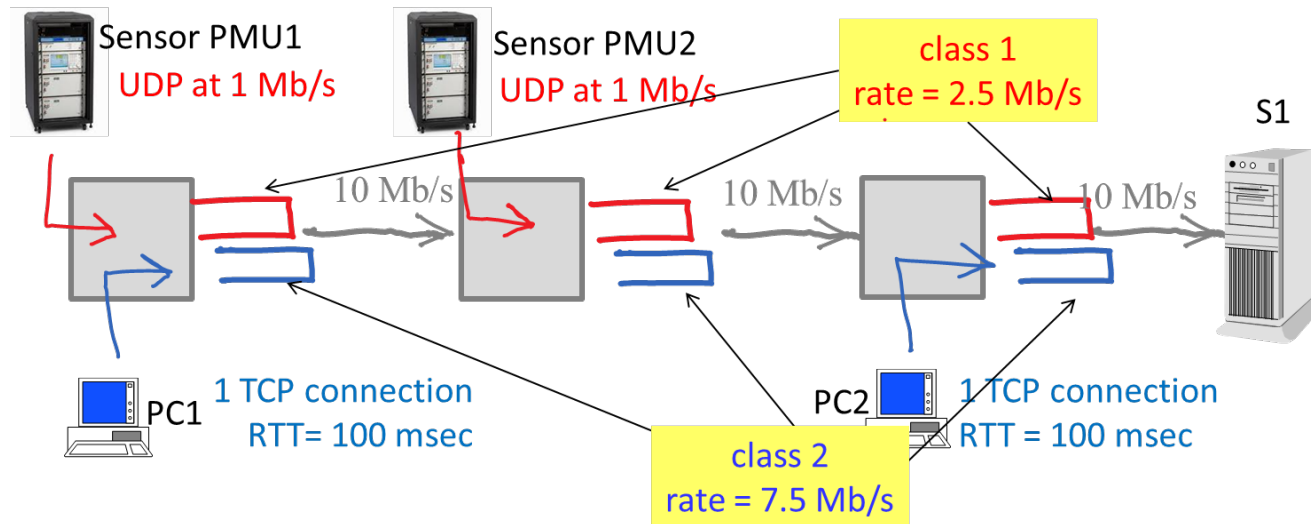 Sensor PMU1
UDP at 1 Mb/s
Sensor PMU2
UDP at 1 Mb/s
class 1
rate = 2.5 Mb/s
S1
10 Mb/s
10 Mb/s
10 Mb/s
PC1
1 TCP connection
RTT= 100 msec
PC2
1 TCP connection
RTT= 100 msec
class 2
rate = 7.5 Mb/s